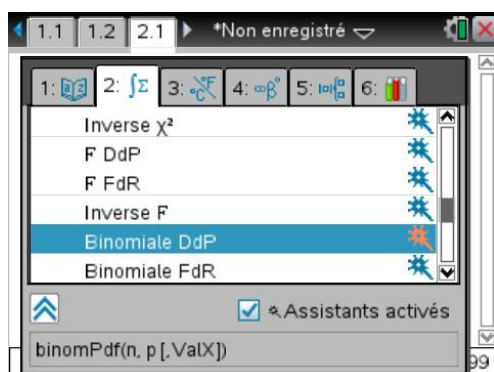 1.1 1.2 2.1 *Non enregistré
1: 2: ∫Σ 3: °C°F 4: ∞β° 5: 6:
Inverse χ²
F DdP
F FdR
Inverse F
Binomiale DdP
Binomiale FdR
Assistants activés
binomPdf(n, p[,ValX])
99